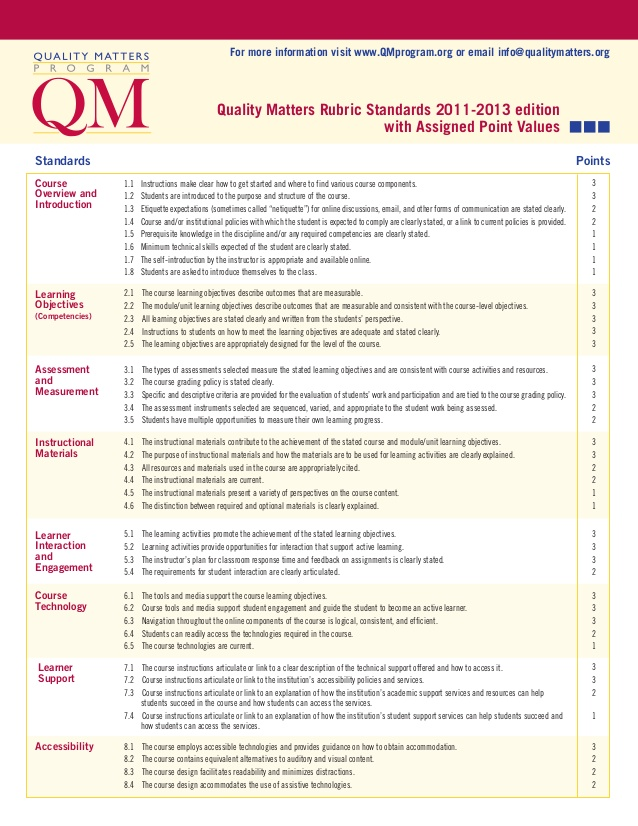 QUALITY MATTERS
PROGRAM
QM
For more information visit www.QMprogram.org or email info@qualitymatters.org
Quality Matters Rubric Standards 2011-2013 edition
with Assigned Point Values
Standards Points
Course
Overview and
Introduction
1.1 Instructions make clear how to get started and where to find various course components. 3
1.2 Students are introduced to the purpose and structure of the course. 3
1.3 Etiquette expectations (sometimes called "netiquette") for online discussions, email, and other forms of communication are stated clearly. 2
1.4 Course and/or institutional policies with which the student is expected to comply are clearly stated, or a link to current policies is provided. 2
1.5 Prerequisite knowledge in the discipline and/or any required competencies are clearly stated. 1
1.6 Minimum technical skills expected of the student are clearly stated. 1
1.7 The self-introduction by the instructor is appropriate and available online. 1
1.8 Students are asked to introduce themselves to the class. 1
Learning
Objectives
(Competencies)
2.1 The course learning objectives describe outcomes that are measurable. 3
2.2 The module/unit learning objectives describe outcomes that are measurable and consistent with the course-level objectives. 3
2.3 All learning objectives are stated clearly and written from the students' perspective. 3
2.4 Instructions to students on how to meet the learning objectives are adequate and stated clearly. 3
2.5 The learning objectives are appropriately designed for the level of the course. 3
Assessment
and
Measurement
3.1 The types of assessments selected measure the stated learning objectives and are consistent with course activities and resources. 3
3.2 The course grading policy is stated clearly. 3
3.3 Specific and descriptive criteria are provided for the evaluation of students' work and participation and are tied to the course grading policy. 3
3.4 The assessment instruments selected are sequenced, varied, and appropriate to the student work being assessed. 2
3.5 Students have multiple opportunities to measure their own learning progress. 2
Instructional
Materials
4.1 The instructional materials contribute to the achievement of the stated course and module/unit learning objectives. 3
4.2 The purpose of instructional materials and how the materials are to be used for learning activities are clearly explained. 3
4.3 All resources and materials used in the course are appropriately cited. 2
4.4 The instructional materials are current. 2
4.5 The instructional materials present a variety of perspectives on the course content. 1
4.6 The distinction between required and optional materials is clearly explained. 1
Learner
Interaction
and
Engagement
5.1 The learning activities promote the achievement of the stated learning objectives. 3
5.2 Learning activities provide opportunities for interaction that support active learning. 3
5.3 The instructor's plan for classroom response time and feedback on assignments is clearly stated. 3
5.4 The requirements for student interaction are clearly articulated. 2
Course
Technology
6.1 The tools and media support the course learning objectives. 3
6.2 Course tools and media support student engagement and guide the student to become an active learner. 3
6.3 Navigation throughout the online components of the course is logical, consistent, and efficient. 3
6.4 Students can readily access the technologies required in the course. 2
6.5 The course technologies are current. 1
Learner
Support
7.1 The course instructions articulate or link to a clear description of the technical support offered and how to access it. 3
7.2 Course instructions articulate or link to the institution's accessibility policies and services. 3
7.3 Course instructions articulate or link to an explanation of how the institution's academic support services and resources can help 2
students succeed in the course and how students can access the services.
7.4 Course instructions articulate or link to an explanation of how the institution's student support services can help students succeed and 1
how students can access the services.
Accessibility
8.1 The course employs accessible technologies and provides guidance on how to obtain accommodation. 3
8.2 The course contains equivalent alternatives to auditory and visual content. 2
8.3 The course design facilitates readability and minimizes distractions. 2
8.4 The course design accommodates the use of assistive technologies. 2